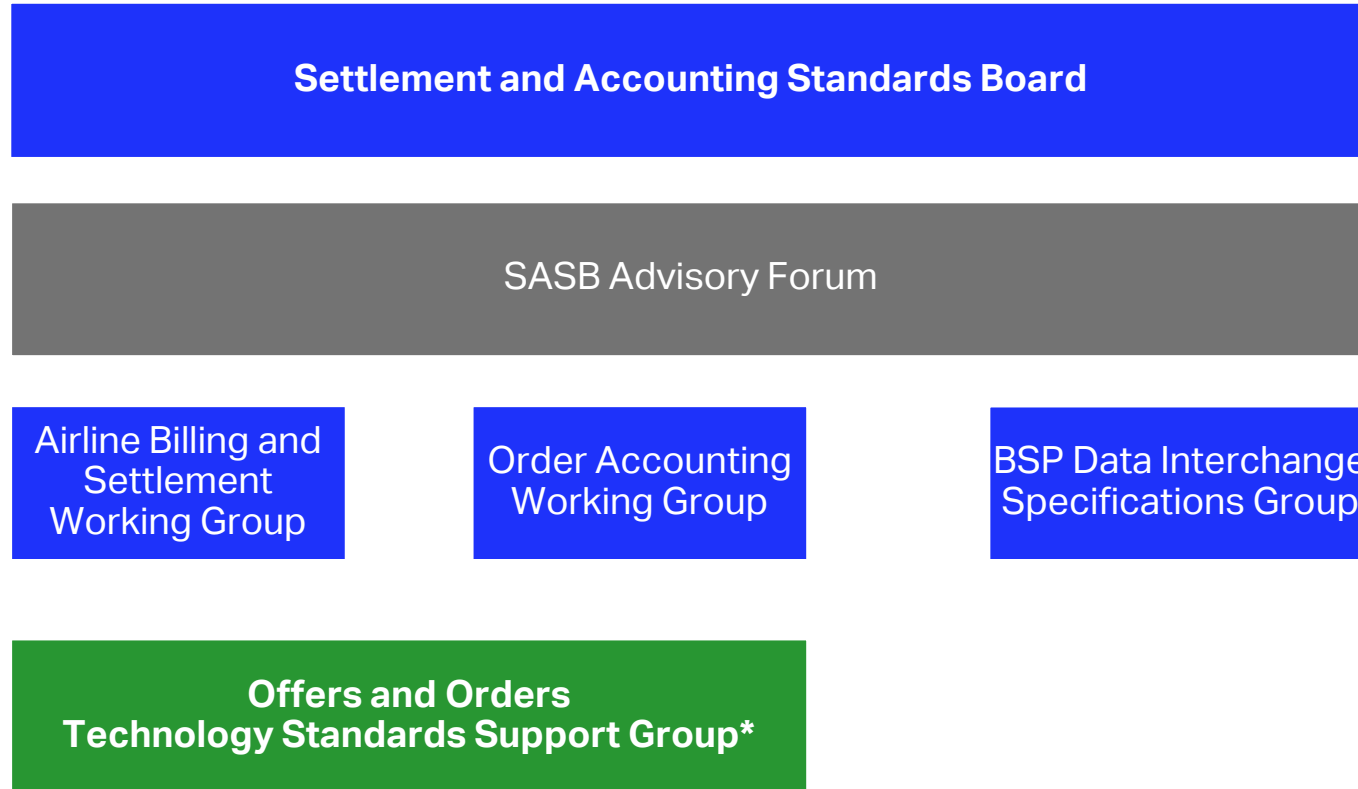 Settlement and Accounting Standards Board
SASB Advisory Forum
Airline Billing and
Settlement
Working Group
Order Accounting
Working Group
BSP Data Interchange
Specifications Group
Offers and Orders
Technology Standards Support Group*